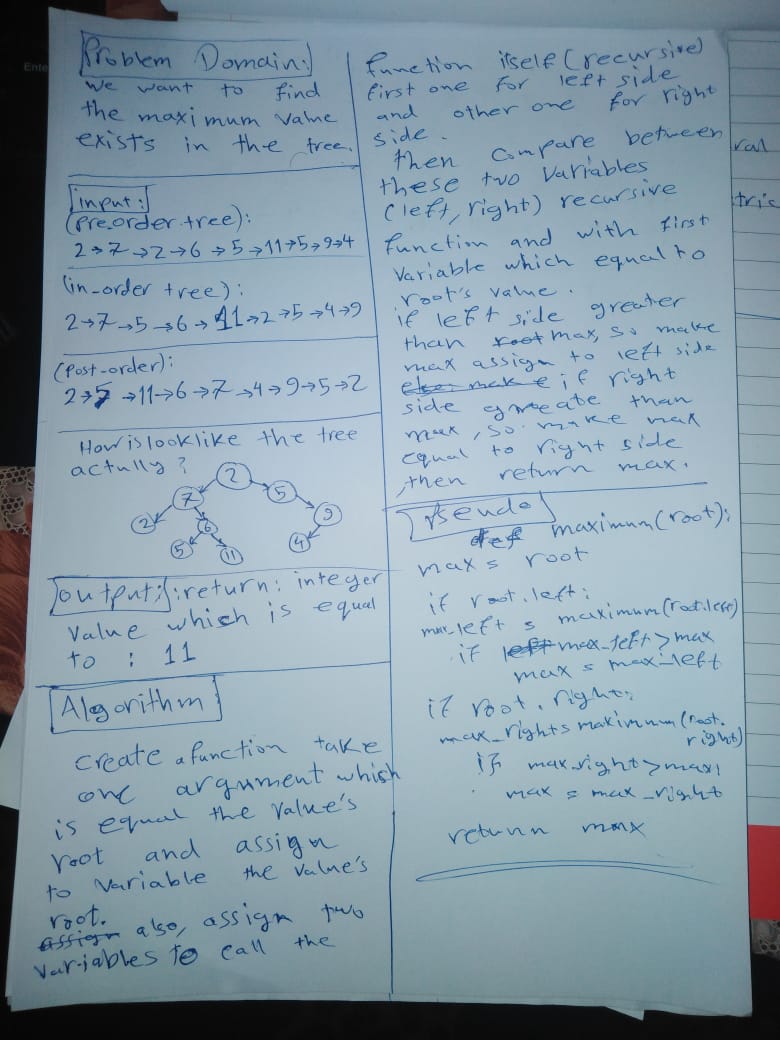 Problem Domain:
we want to find
the maximum value
exists in the tree.
input:
(pre_order tree):
2→7→2→6→5→11→5→9→4
(in_order tree):
2→7→5→6→11→2→5→4→9
(Post-order):
2→5→11→6→7→4→9→5→2
How is look like the tree
actully?
2
7 5
2 6 9
5 11 4
output: : return: integer
value which is equal
to : 11
Algorithm
Create a function take
one argument which
is equal the value's
root and assign
to variable the value's
root.
assign also, assign two
variables to call the
function itself (recursive)
first one for left side
and other one for right
side.
then compare between
these two variables
(left, right) recursive
function and with first
variable which equal to
root's value.
if left side greater
than root max, so make
max assign to left side
else make if right
side greeate than
max, so make max
equal to right side
,then return max.
Pseudo
def maximum(root):
max = root
if root.left:
max_left = maximum(root.left)
if left max_left > max
max = max_left
if root.right:
max_right = maximum(root.
right)
if max_right > max:
max = max_right
return max
Ente
ral
tric